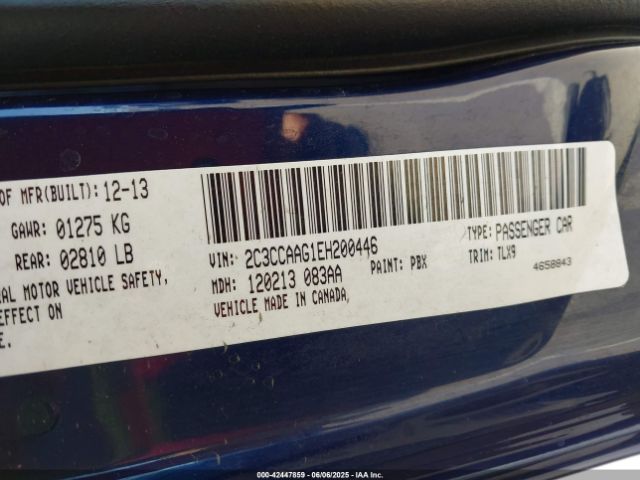 OF MFR(BUILT): 12-13
GAWR: 01275 KG
REAR: 02810 LB
MOTOR VEHICLE SAFETY,
EFFECT ON
VIN: 2C3CCAAG1EH200446
TYPE: PASSENGER CAR
MDH: 120213 083AA
PAINT: PBX
TRIM: TLX9
VEHICLE MADE IN CANADA,
4658843
00-42447859 | 06/06/2025 - IAA Inc.